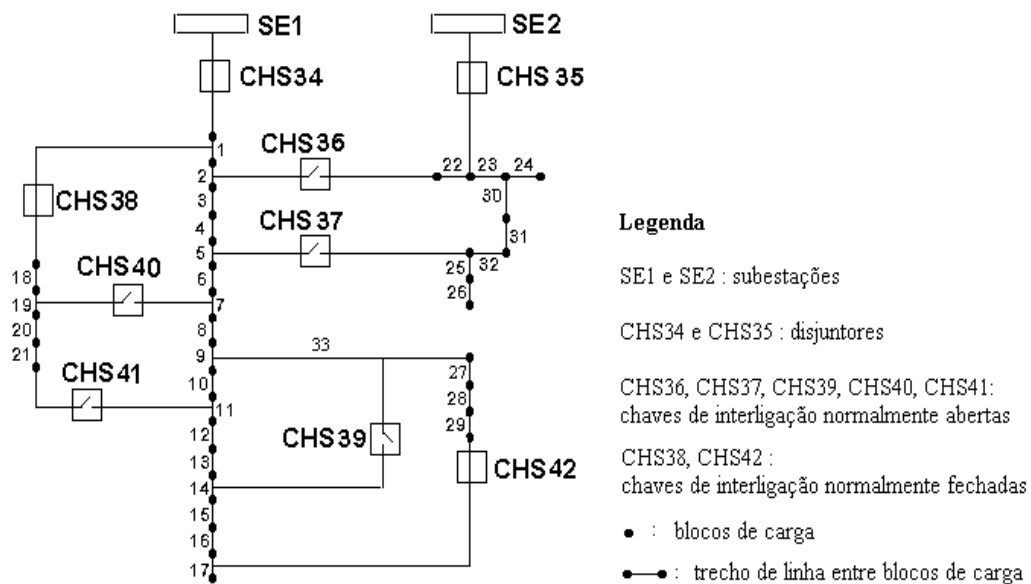 SE1
SE2
CHS34
CHS 35
CHS36
1
2
22
23
24
3
30
CHS38
4
CHS37
31
5
32
18
CHS40
6
25
19
7
26
20
8
21
9
33
CHS41
10
27
11
28
12
CHS39
29
13
CHS42
14
15
16
17
Legenda
SE1 e SE2 : subestações
CHS34 e CHS35 : disjuntores
CHS36, CHS37, CHS39, CHS40, CHS41:
chaves de interligação normalmente abertas
CHS38, CHS42 :
chaves de interligação normalmente fechadas
: blocos de carga
: trecho de linha entre blocos de carga